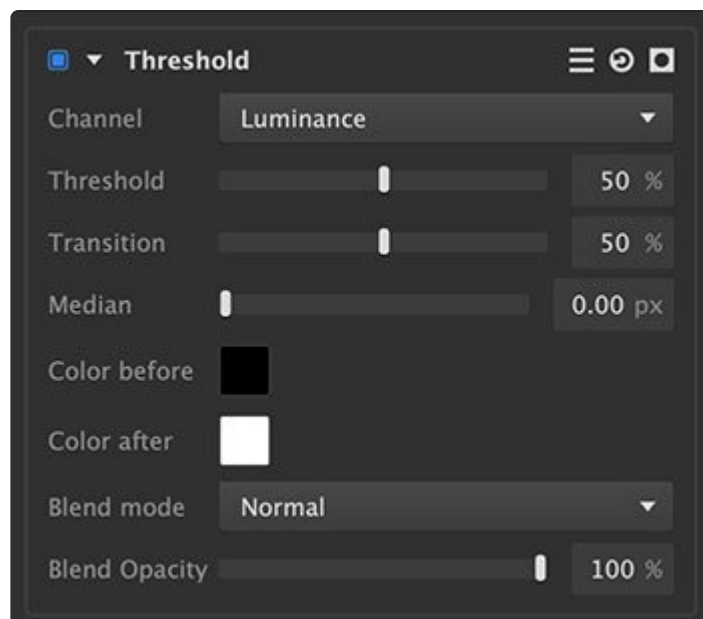 Threshold
Channel Luminance
Threshold 50 %
Transition 50 %
Median 0.00 px
Color before
Color after
Blend mode Normal
Blend Opacity 100 %